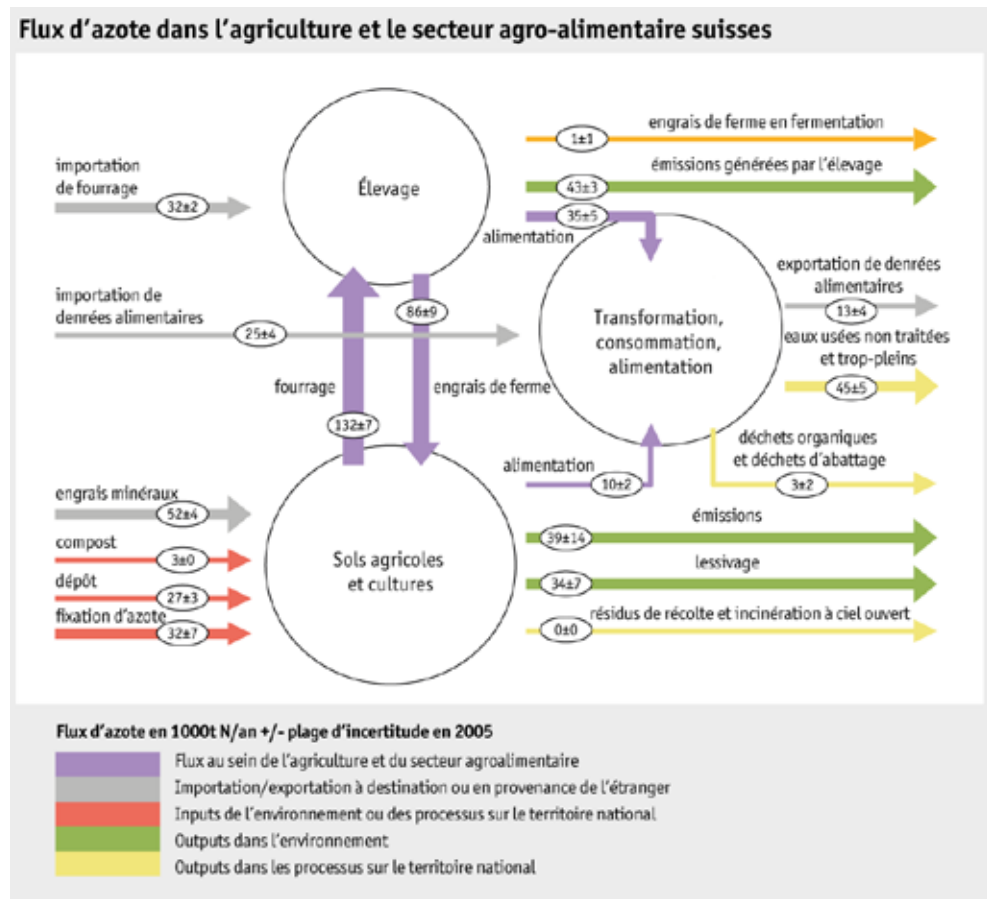 Flux d'azote dans l'agriculture et le secteur agro-alimentaire suisses
engrais de ferme en fermentation
1±1
importation
de fourrage
32±2
Élevage
émissions générées par l'élevage
43±3
35±5
alimentation
exportation de denrées
alimentaires
13±4
importation de
denrées alimentaires
25±4
86±9
Transformation,
consommation,
alimentation
eaux usées non traitées
et trop-pleins
45±5
fourrage
engrais de ferme
132±7
déchets organiques
et déchets d'abattage
3±2
alimentation
10±2
engrais minéraux
52±4
compost
3±0
dépôt
27±3
fixation d'azote
32±7
Sols agricoles
et cultures
émissions
39±14
lessivage
34±7
résidus de récolte et incinération à ciel ouvert
0±0
Flux d'azote en 1000t N/an +/- plage d'incertitude en 2005
Flux au sein de l'agriculture et du secteur agroalimentaire
Importation/exportation à destination ou en provenance de l'étranger
Inputs de l'environnement ou des processus sur le territoire national
Outputs dans l'environnement
Outputs dans les processus sur le territoire national